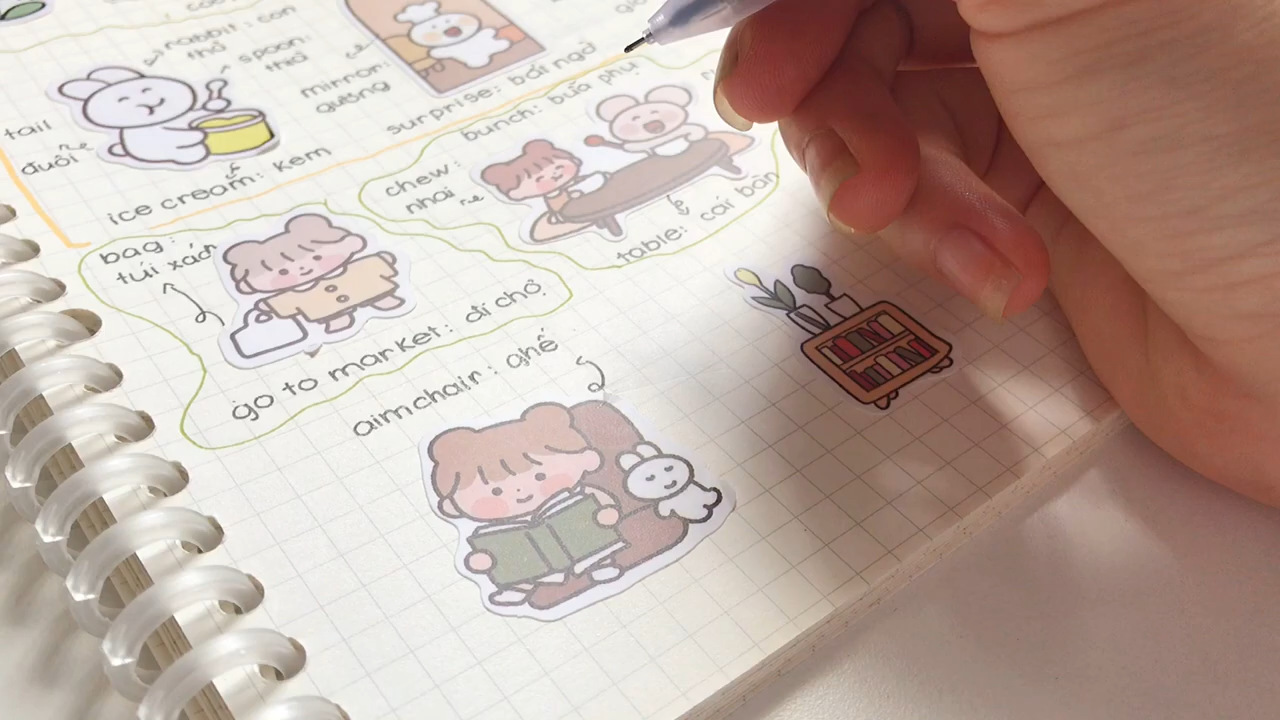 rabbit: con
thỏ
spoon:
thìa
mirror:
gương
tail
đuôi
surprise: bất ngờ
bunch: bữa phụ
ice cream: kem
chew:
nhai
table: cái bàn
bag:
túi xách
go to market: đi chợ
aimchair: ghế